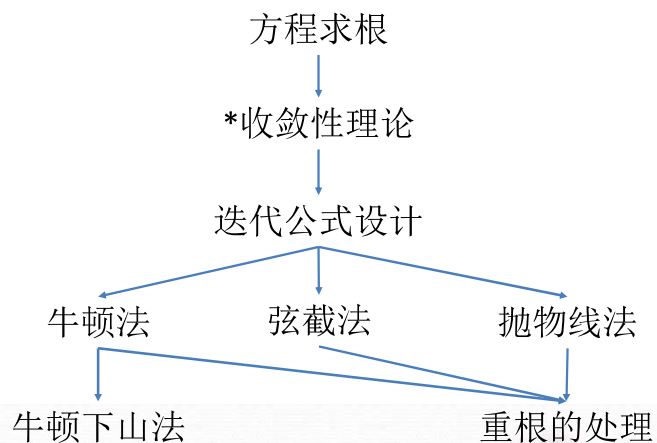 方程求根
*收敛性理论
迭代公式设计
牛顿法
弦截法
抛物线法
牛顿下山法
重根的处理